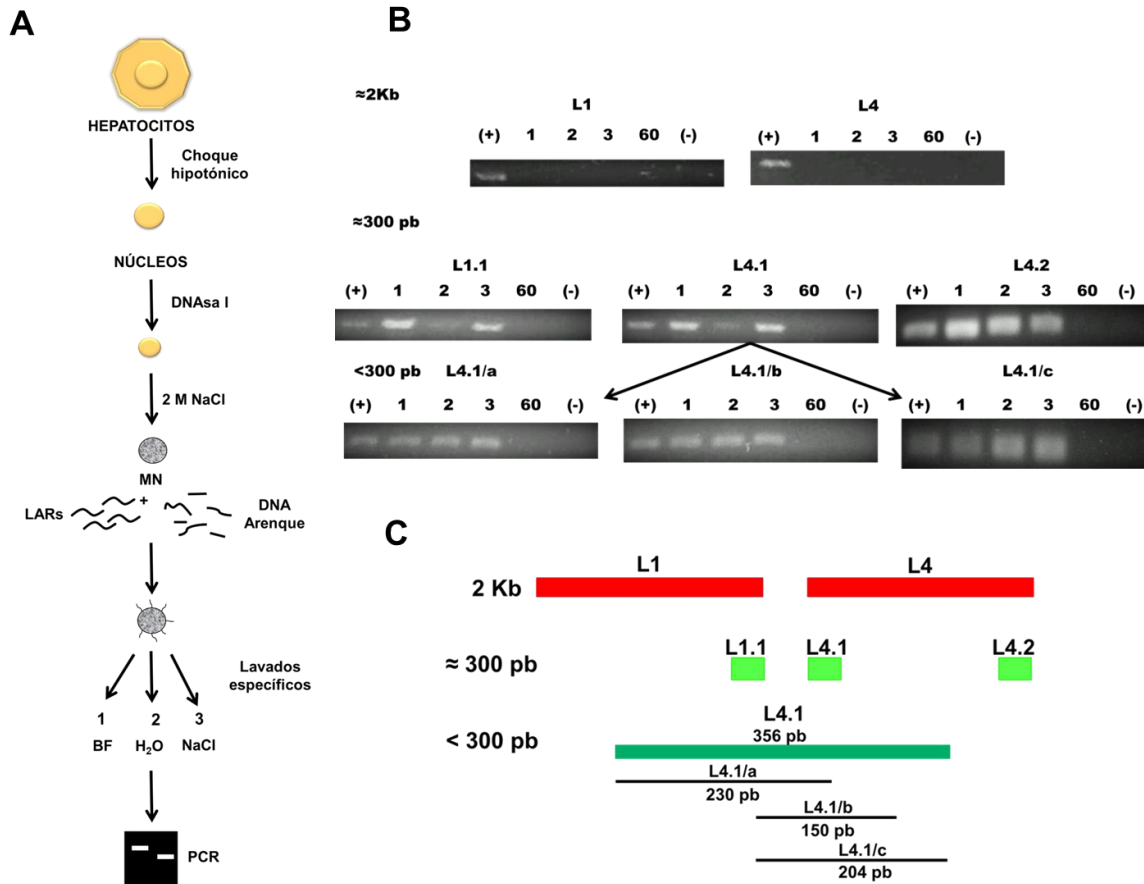 A
HEPATOCITOS
Choque
hipotónico
NÚCLEOS
DNAsa I
2 M NaCl
MN
LARs
+
DNA
Arenque
Lavados
específicos
1 2 3
BF H₂O NaCl
PCR
B
≈2Kb
L1 L4
(+) 1 2 3 60 (-) (+) 1 2 3 60 (-)
≈300 pb
L1.1 L4.1 L4.2
(+) 1 2 3 60 (-) (+) 1 2 3 60 (-) (+) 1 2 3 60 (-)
<300 pb L4.1/a L4.1/b L4.1/c
(+) 1 2 3 60 (-) (+) 1 2 3 60 (-) (+) 1 2 3 60 (-)
C
L1 L4
2 Kb
L1.1 L4.1 L4.2
≈ 300 pb
L4.1
< 300 pb
356 pb
L4.1/a
230 pb
L4.1/b
150 pb
L4.1/c
204 pb